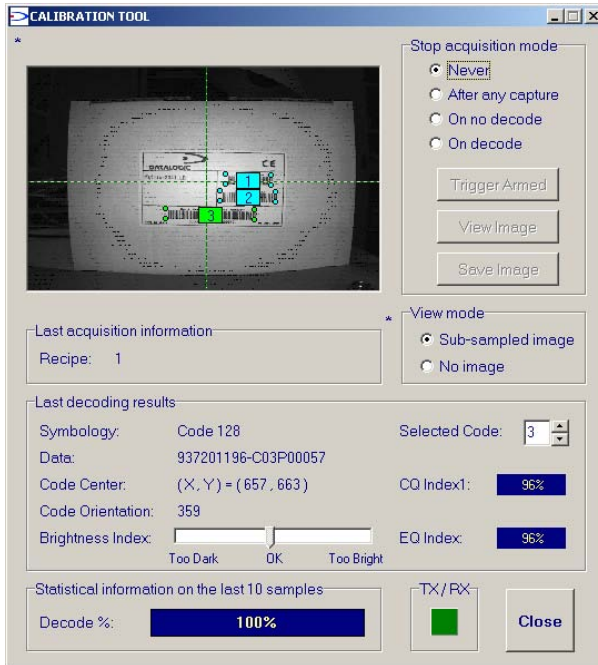 CALIBRATION TOOL
*
DATALOGIC
CE
1
2
3
Stop acquisition mode
Never
After any capture
On no decode
On decode
Trigger Armed
View Image
Save Image
*
View mode
Sub-sampled image
No image
Last acquisition information
Recipe: 1
Last decoding results
Symbology: Code 128
Selected Code: 3
Data: 937201196-C03P00057
Code Center: (X, Y) = ( 657 , 663 )
CQ Index1: 96%
Code Orientation: 359
Brightness Index:
EQ Index: 96%
Too Dark OK Too Bright
Statistical information on the last 10 samples
Decode %: 100%
TX / RX
Close